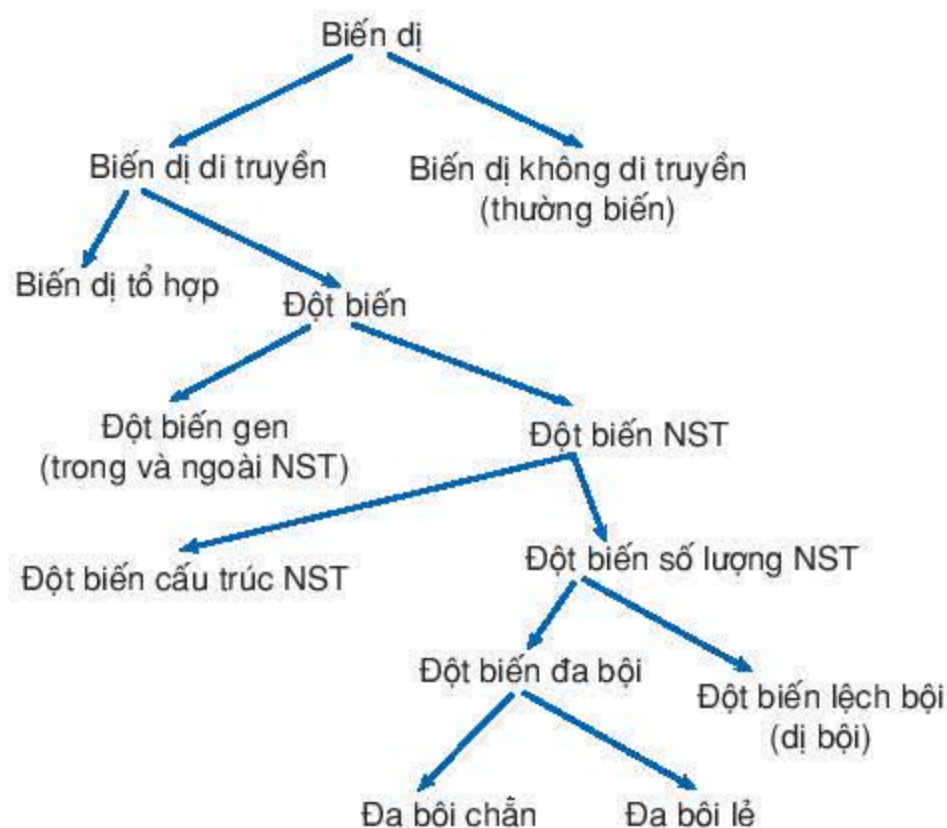 Biến dị
Biến dị di truyền
Biến dị không di truyền
(thường biến)
Biến dị tổ hợp
Đột biến
Đột biến gen
(trong và ngoài NST)
Đột biến NST
Đột biến cấu trúc NST
Đột biến số lượng NST
Đột biến đa bội
Đột biến lệch bội
(dị bội)
Đa bội chẵn
Đa bội lẻ